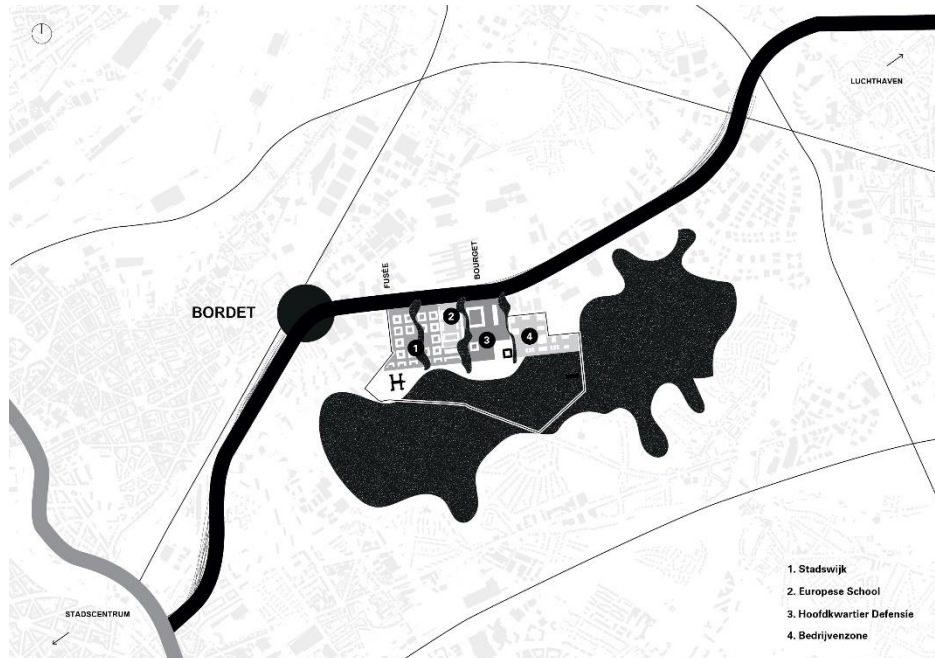 LUCHTHAVEN
FUSÉE
BOURGET
BORDET
2
1
3
4
1. Stadswijk
2. Europese School
3. Hoofdkwartier Defensie
4. Bedrijvenzone
STADSCENTRUM